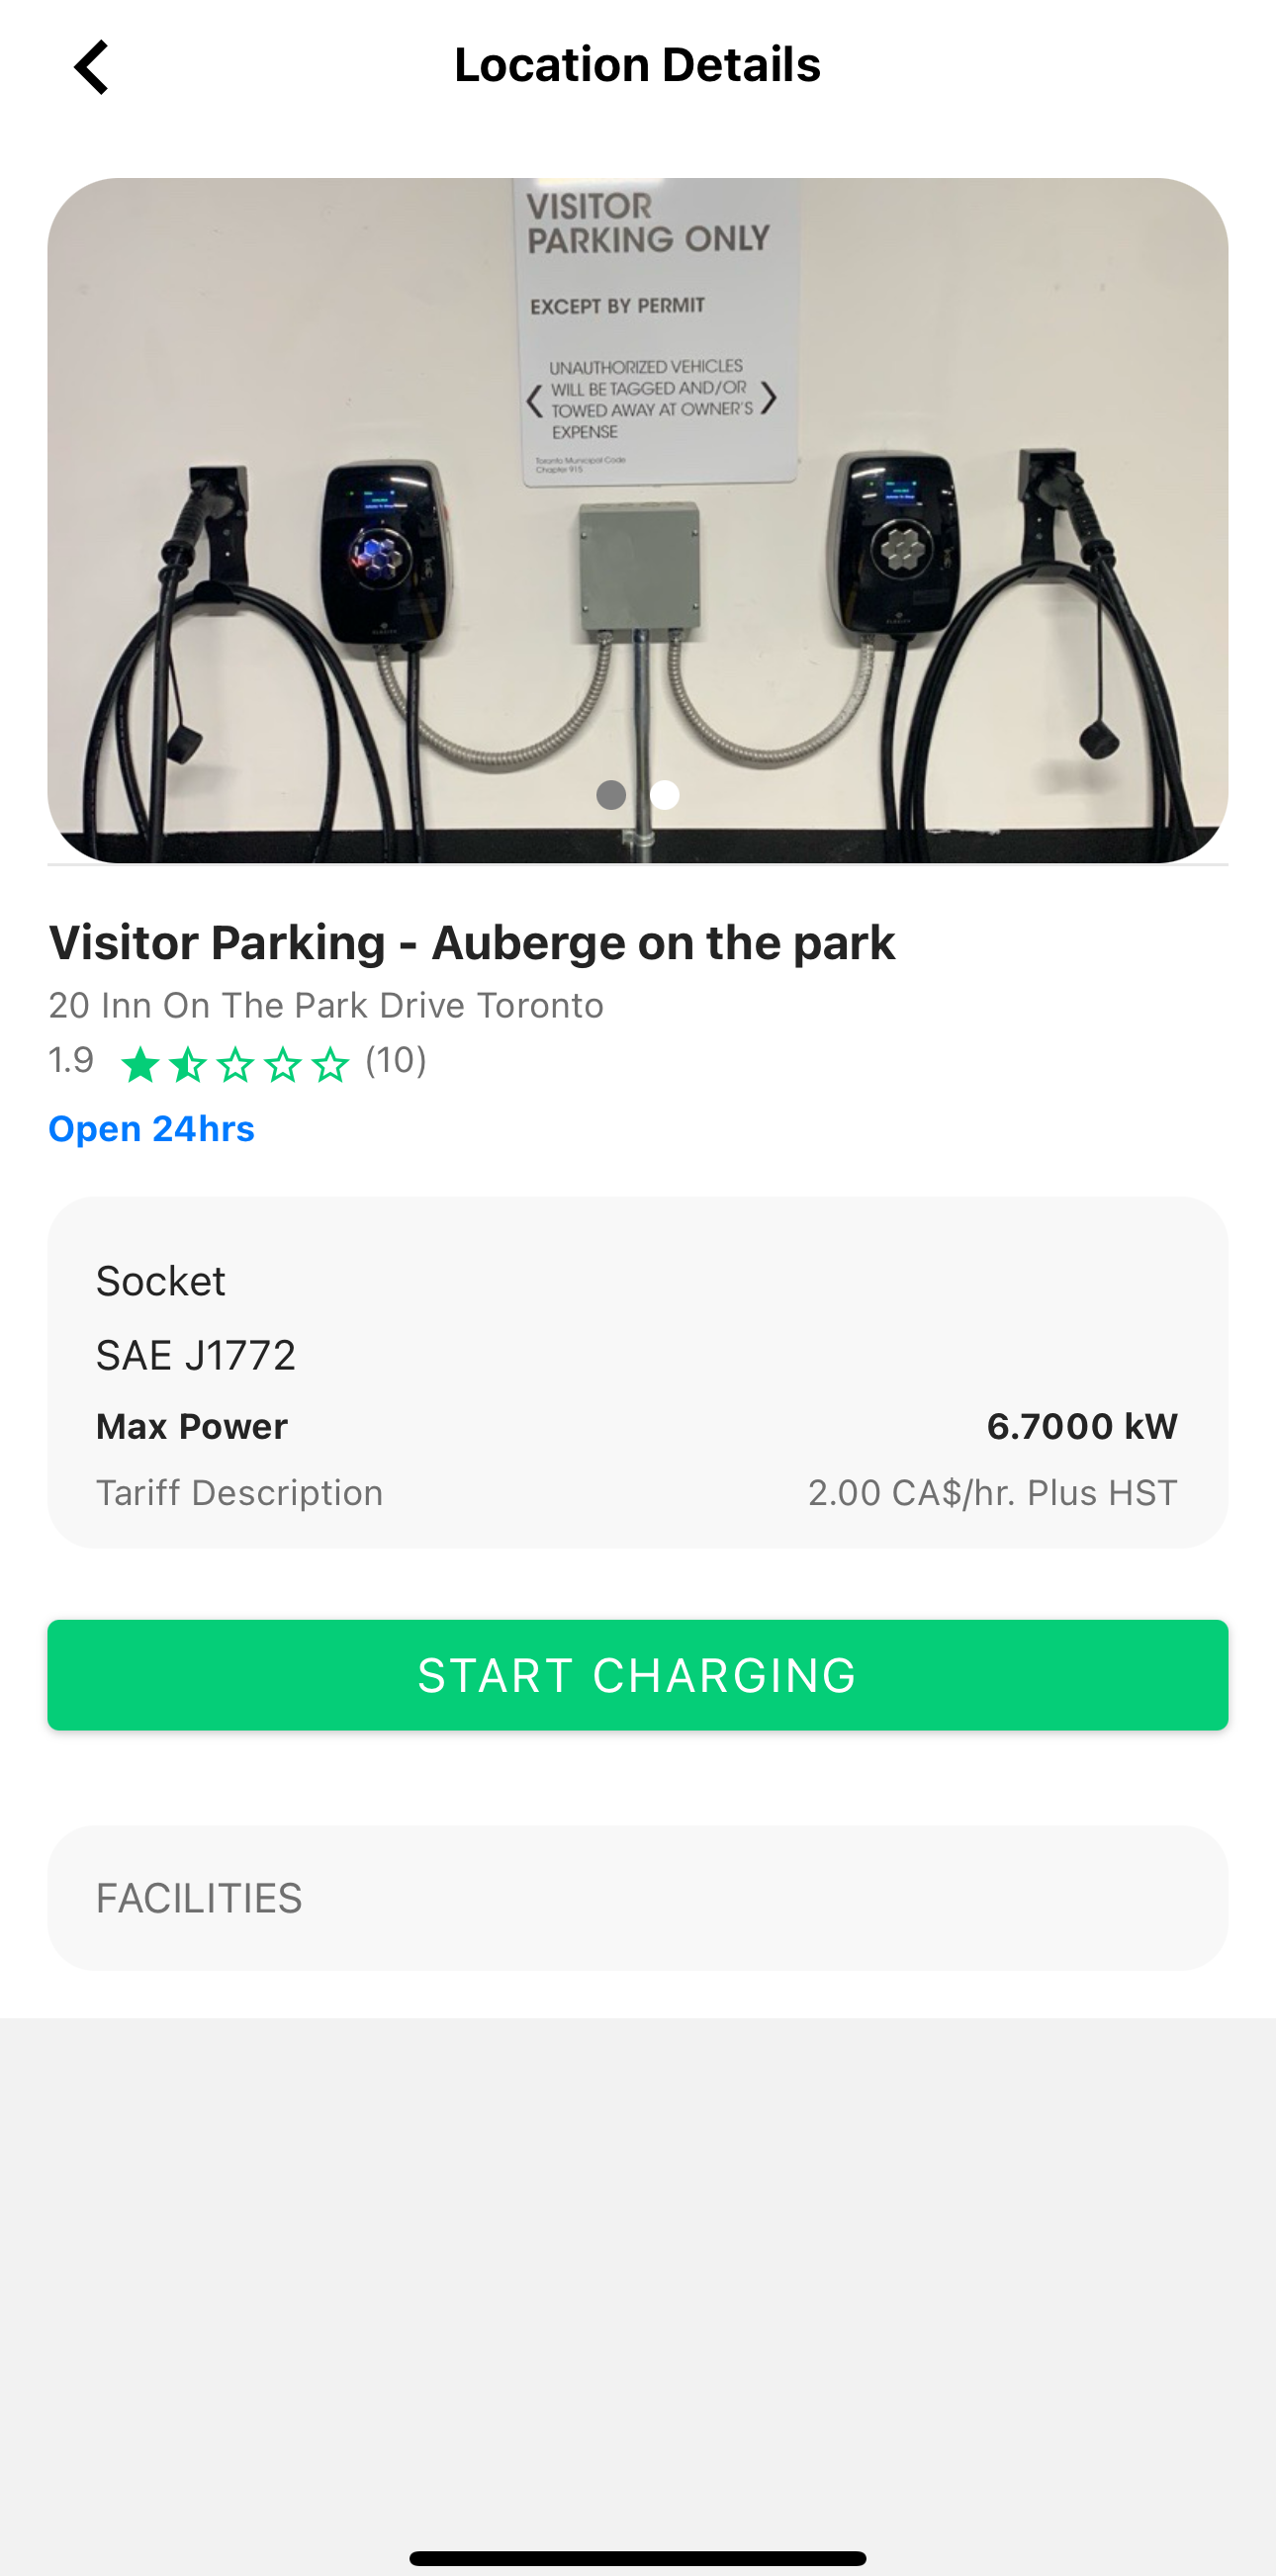 Location Details
VISITOR
PARKING ONLY
EXCEPT BY PERMIT
UNAUTHORIZED VEHICLES
WILL BE TAGGED AND/OR
TOWED AWAY AT OWNER'S
EXPENSE
Toronto Municipal Code
Chapter 915
Visitor Parking - Auberge on the park
20 Inn On The Park Drive Toronto
1.9 (10)
Open 24hrs
Socket
SAE J1772
Max Power 6.7000 kW
Tariff Description 2.00 CA$/hr. Plus HST
START CHARGING
FACILITIES